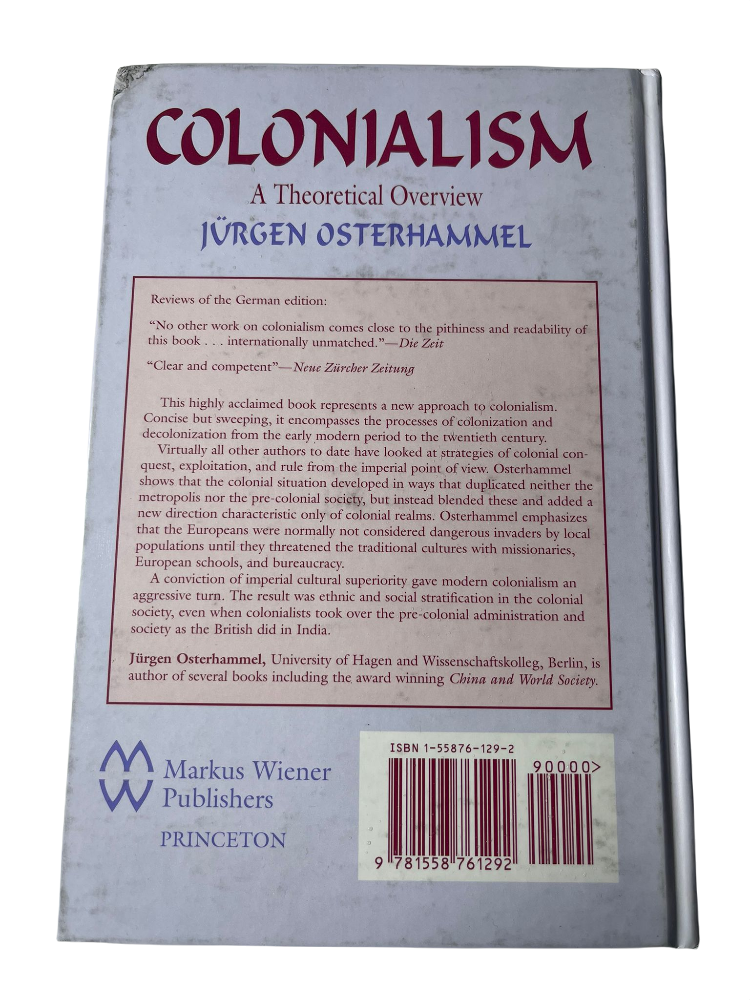 COLONIALISM
A Theoretical Overview
JÜRGEN OSTERHAMMEL
Reviews of the German edition:
“No other work on colonialism comes close to the pithiness and readability of
this book . . . internationally unmatched.”—Die Zeit
“Clear and competent”—Neue Zürcher Zeitung
This highly acclaimed book represents a new approach to colonialism.
Concise but sweeping, it encompasses the processes of colonization and
decolonization from the early modern period to the twentieth century.
Virtually all other authors to date have looked at strategies of colonial con-
quest, exploitation, and rule from the imperial point of view. Osterhammel
shows that the colonial situation developed in ways that duplicated neither the
metropolis nor the pre-colonial society, but instead blended these and added a
new direction characteristic only of colonial realms. Osterhammel emphasizes
that the Europeans were normally not considered dangerous invaders by local
populations until they threatened the traditional cultures with missionaries,
European schools, and bureaucracy.
A conviction of imperial cultural superiority gave modern colonialism an
aggressive turn. The result was ethnic and social stratification in the colonial
society, even when colonialists took over the pre-colonial administration and
society as the British did in India.
Jürgen Osterhammel, University of Hagen and Wissenschaftskolleg, Berlin, is
author of several books including the award winning China and World Society.
MW
Markus Wiener
Publishers
PRINCETON
ISBN 1-55876-129-2
90000>
9 781558 761292